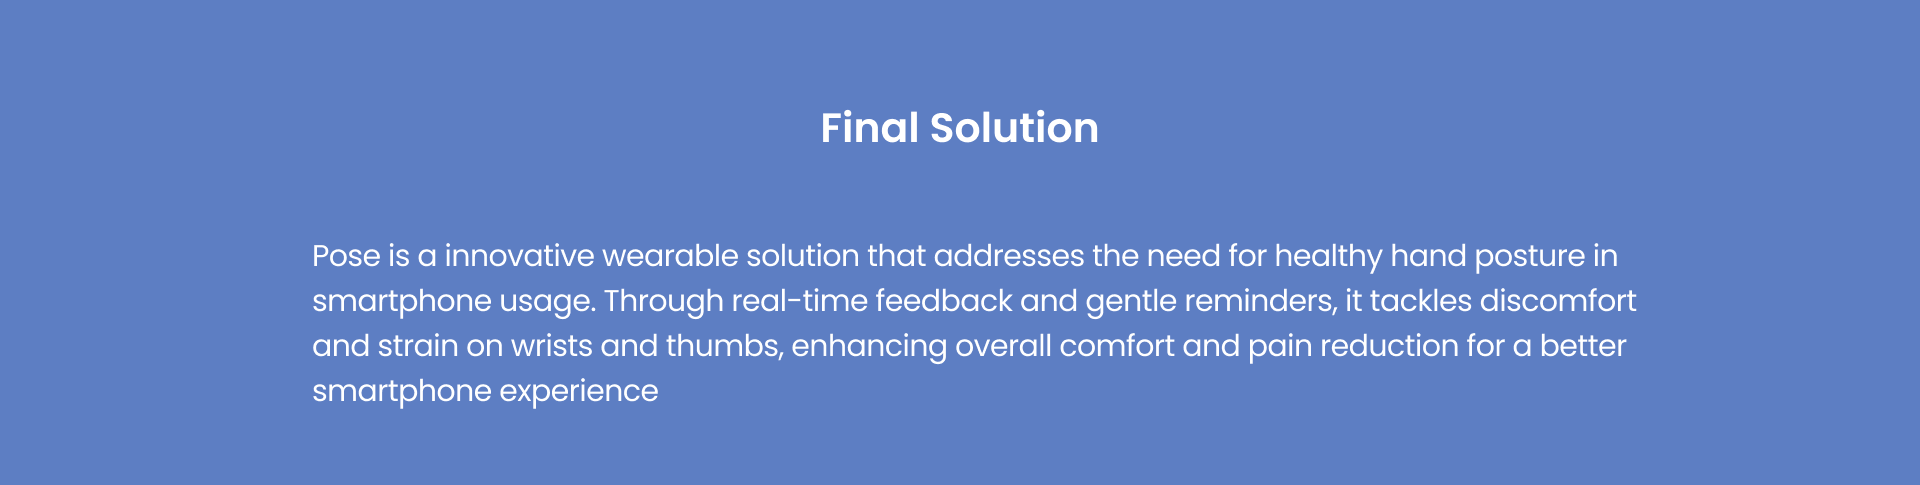 Final Solution
Pose is a innovative wearable solution that addresses the need for healthy hand posture in
smartphone usage. Through real-time feedback and gentle reminders, it tackles discomfort
and strain on wrists and thumbs, enhancing overall comfort and pain reduction for a better
smartphone experience